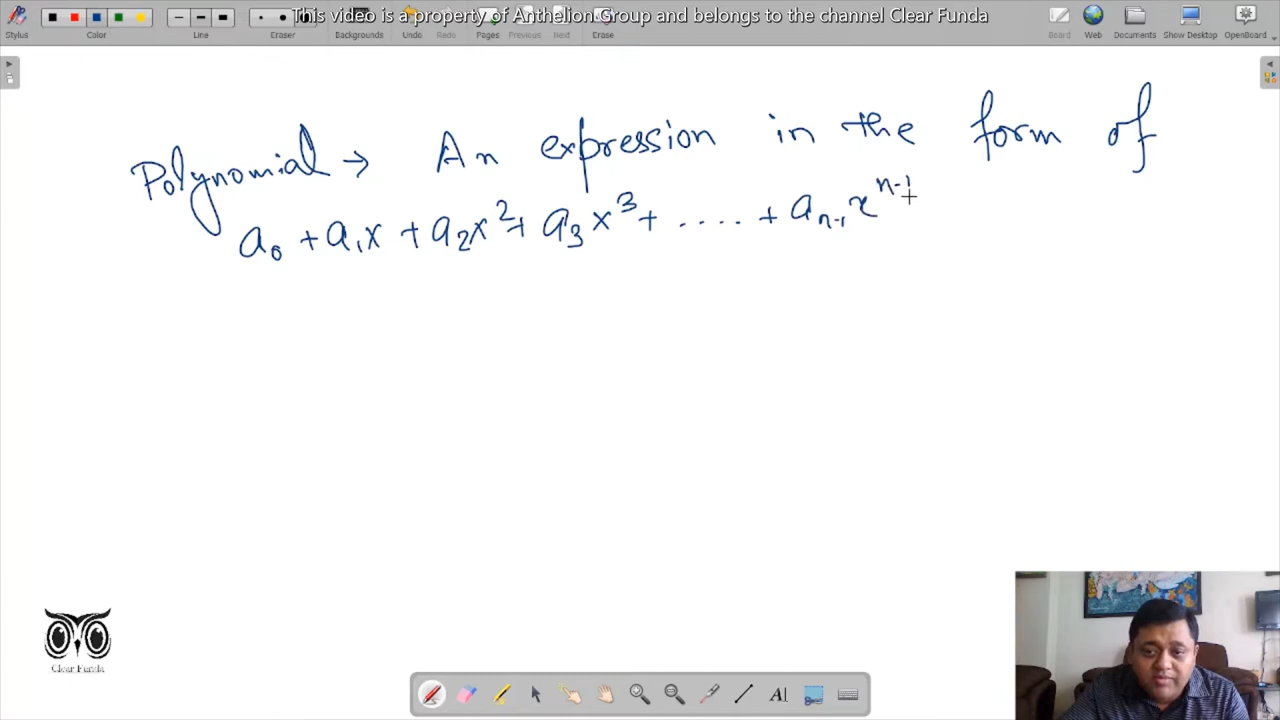 This video is a property of Anthelion Group and belongs to the channel Clear Funda
Stylus Color Line Eraser Backgrounds Undo Redo Pages Previous Next Erase Board Web Documents Show Desktop OpenBoard
Polynomial → An expression in the form of
a₀ + a₁x + a₂x² + a₃x³ + ..... + aₙ₋₁xⁿ⁻¹
Clear Funda